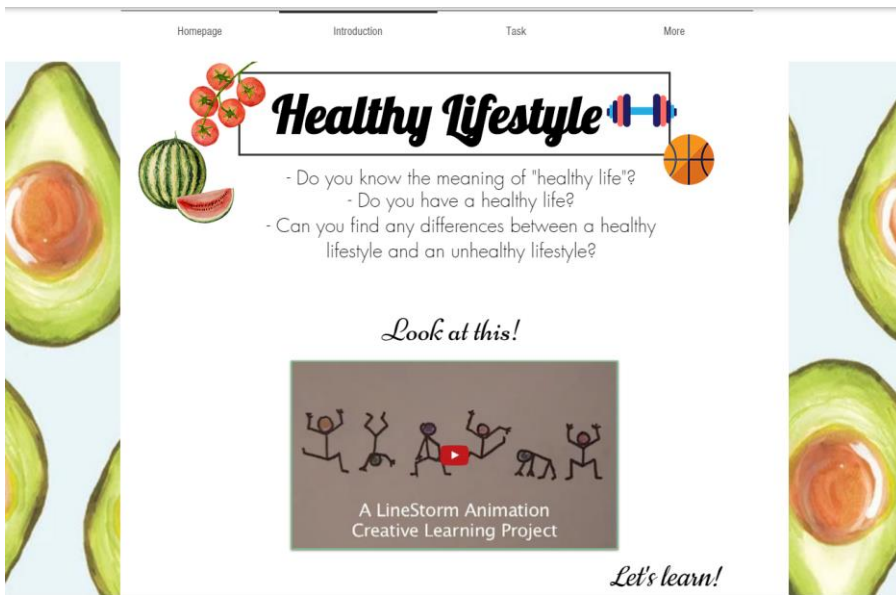 Homepage Introduction Task More
Healthy Lifestyle
- Do you know the meaning of "healthy life"?
- Do you have a healthy life?
- Can you find any differences between a healthy
lifestyle and an unhealthy lifestyle?
Look at this!
A LineStorm Animation
Creative Learning Project
Let's learn!